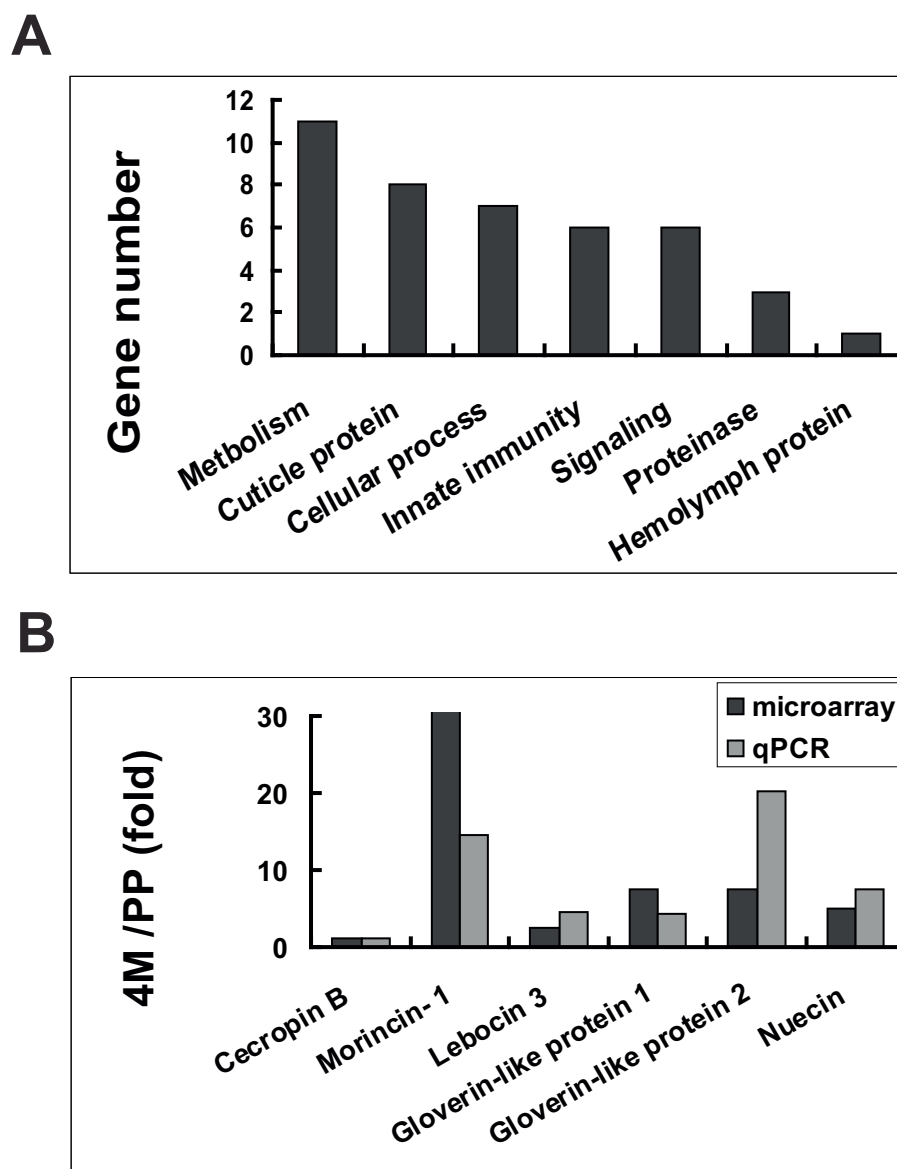 A
Gene number
12
10
8
6
4
2
0
Metbolism
Cuticle protein
Cellular process
Innate immunity
Signaling
Proteinase
Hemolymph protein
B
4M /PP (fold)
microarray
qPCR
30
20
10
0
Cecropin B
Morincin- 1
Lebocin 3
Gloverin-like protein 1
Gloverin-like protein 2
Nuecin